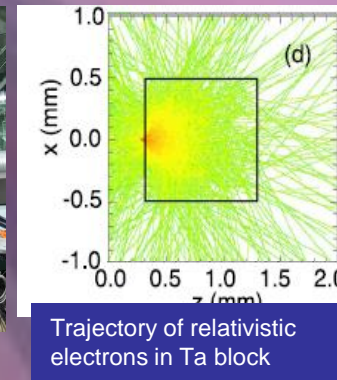 1.0
(d)
0.5
x (mm)
0.0
-0.5
-1.0
0.0 0.5 1.0 1.5 2.0
z (mm)
Trajectory of relativistic
electrons in Ta block